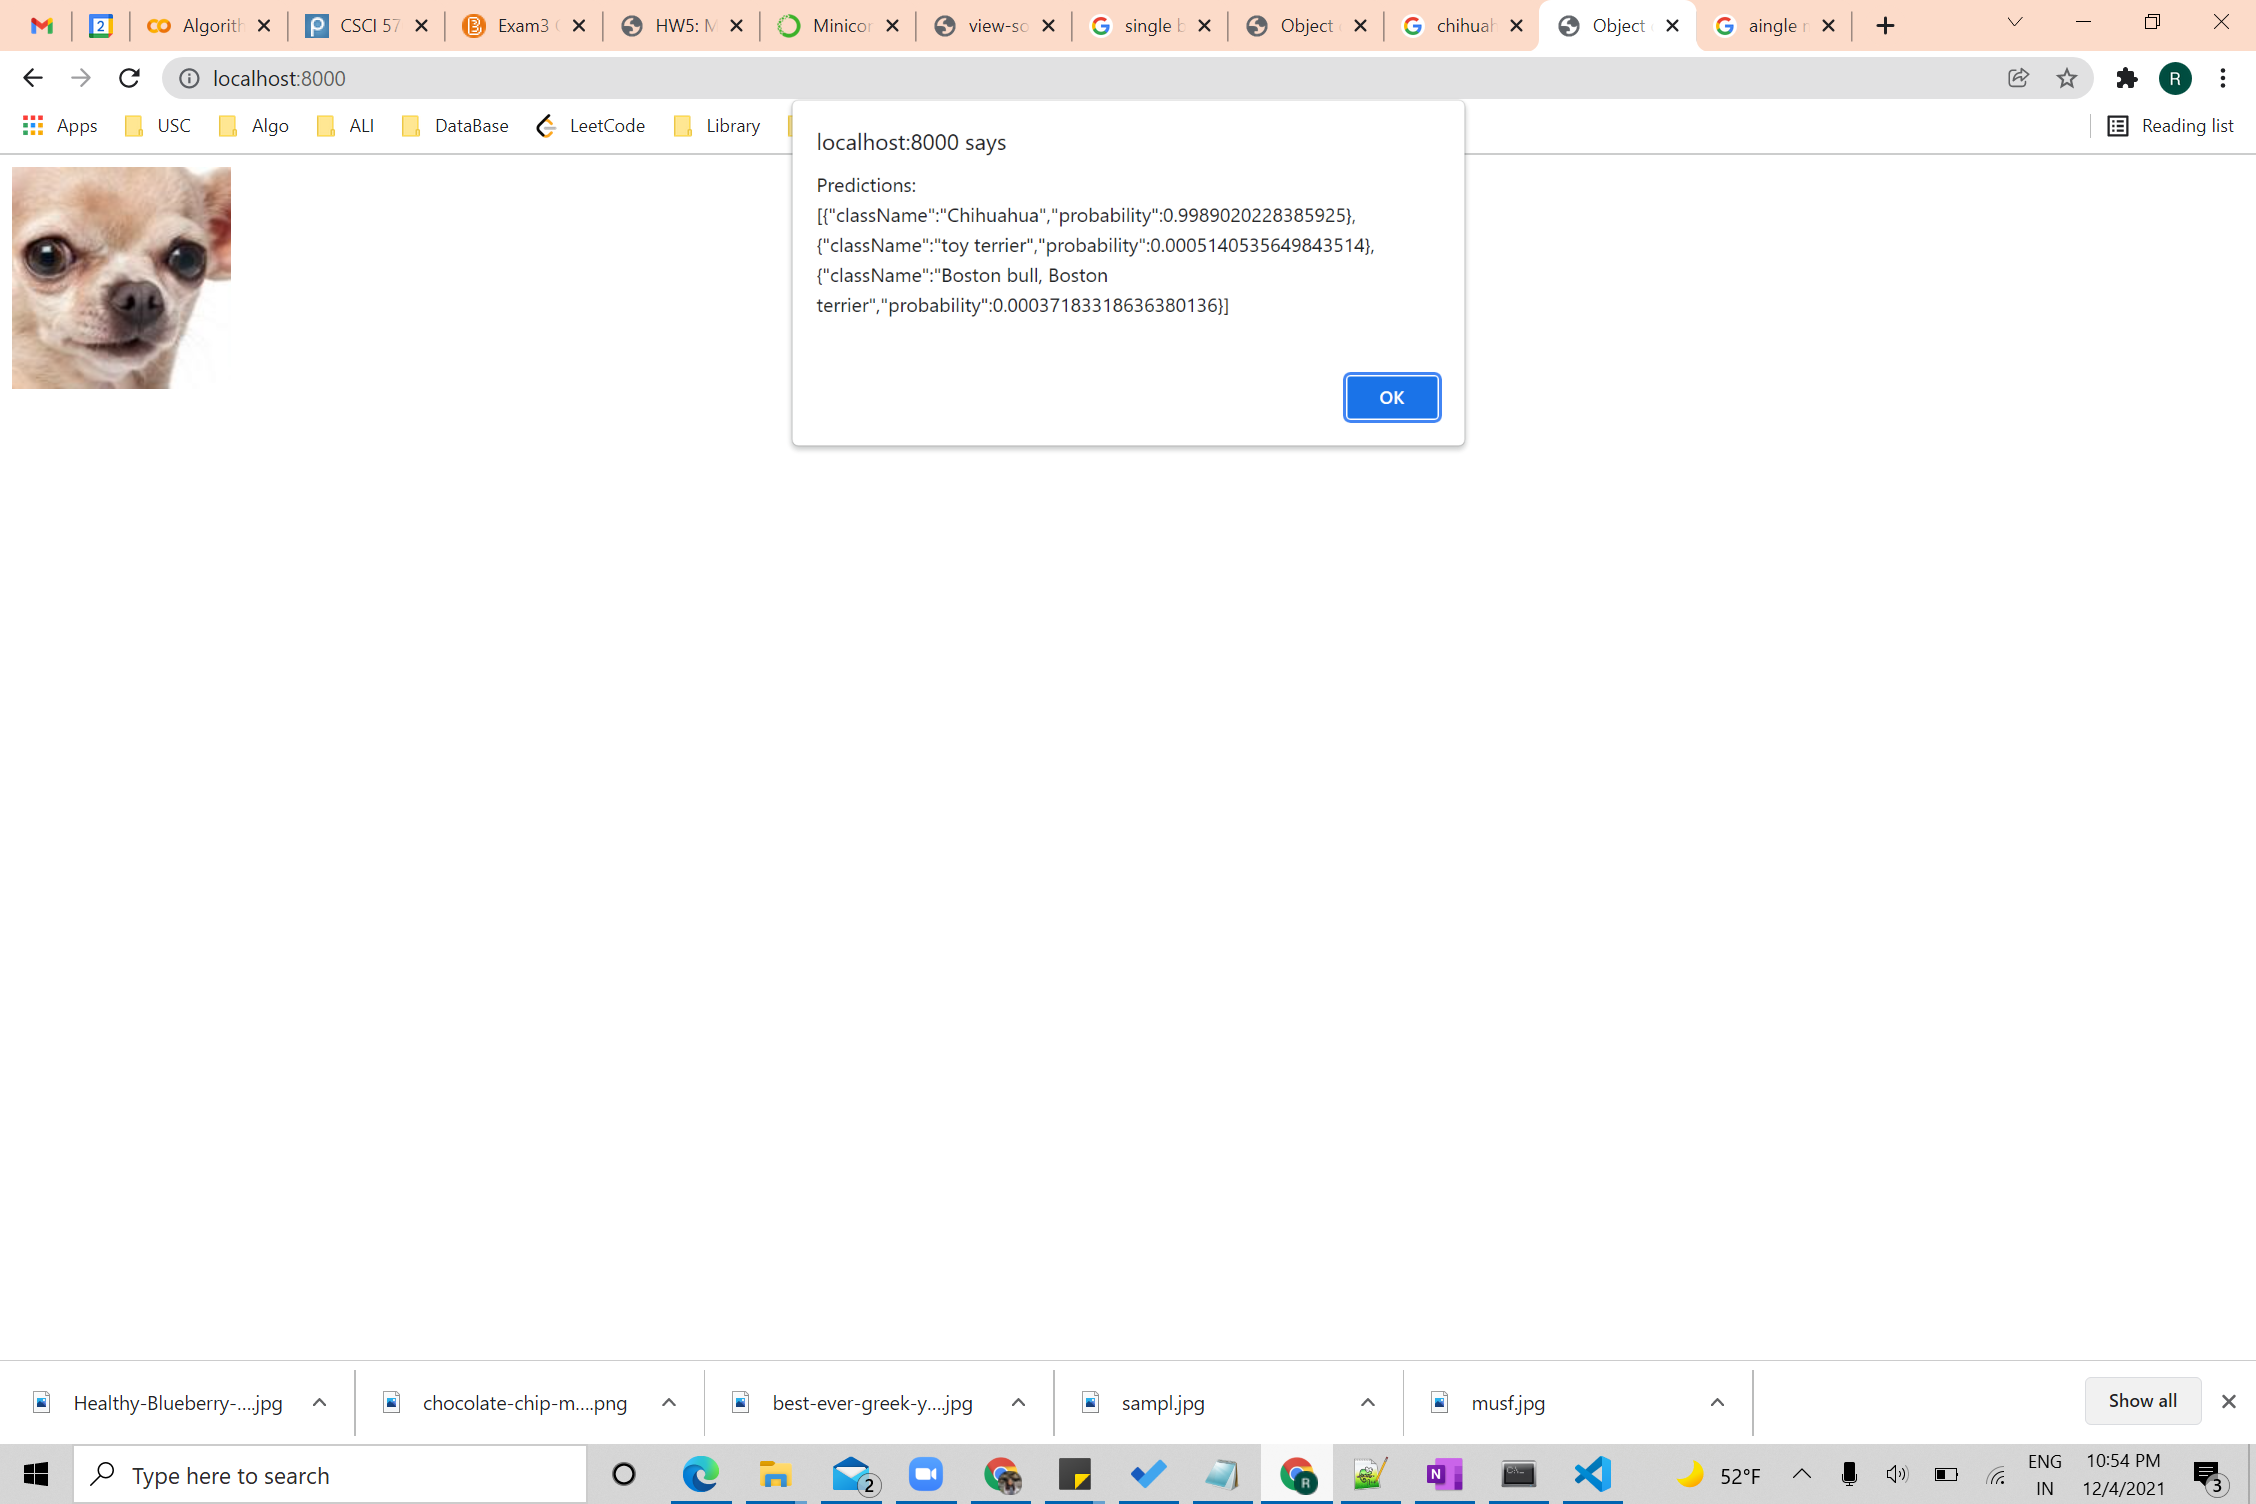 2
Algorith
CSCI 57
Exam3
HW5: M
Minicor
view-so
single b
Object
chihuah
Object
aingle r
localhost:8000
R
Apps
USC
Algo
ALI
DataBase
LeetCode
Library
Reading list
localhost:8000 says
Predictions:
[{"className":"Chihuahua","probability":0.9989020228385925},
{"className":"toy terrier","probability":0.0005140535649843514},
{"className":"Boston bull, Boston
terrier","probability":0.00037183318636380136}]
OK
Healthy-Blueberry-....jpg
chocolate-chip-m....png
best-ever-greek-y....jpg
sampl.jpg
musf.jpg
Show all
Type here to search
2
R
N
52°F
ENG
IN
10:54 PM
12/4/2021
3